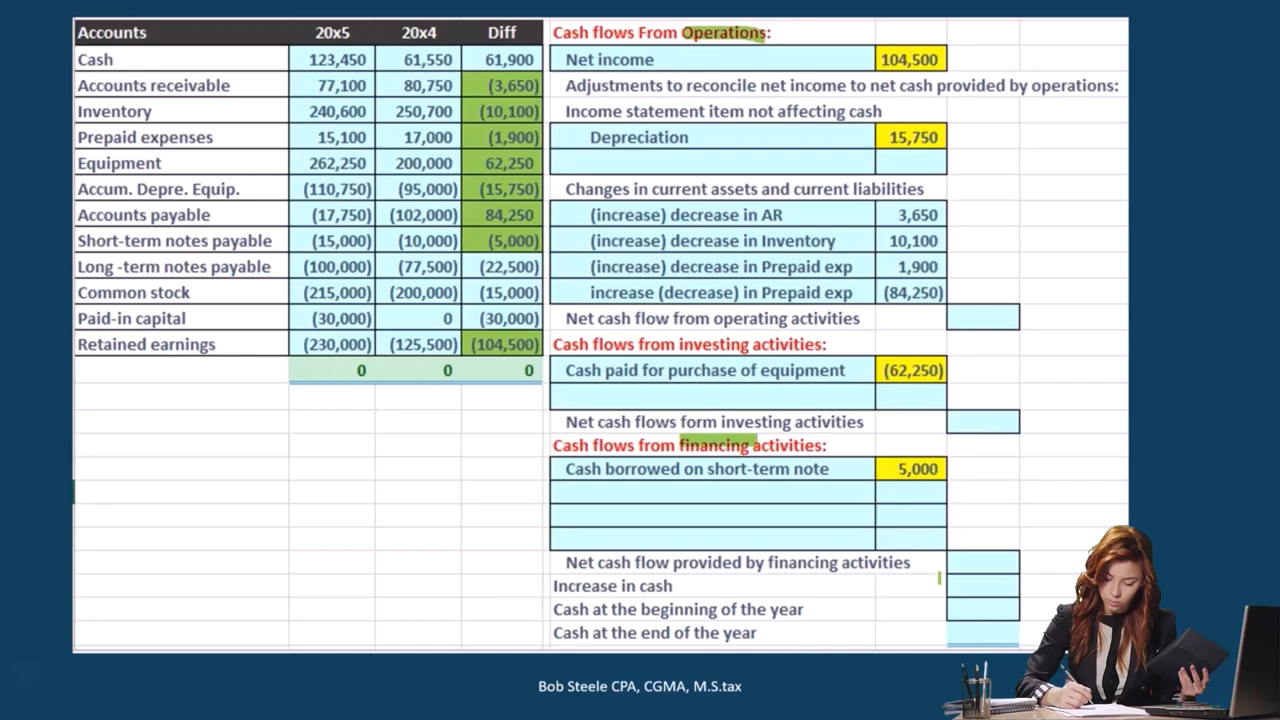 Accounts 20x5 20x4 Diff
Cash 123,450 61,550 61,900
Accounts receivable 77,100 80,750 (3,650)
Inventory 240,600 250,700 (10,100)
Prepaid expenses 15,100 17,000 (1,900)
Equipment 262,250 200,000 62,250
Accum. Depre. Equip. (110,750) (95,000) (15,750)
Accounts payable (17,750) (102,000) 84,250
Short-term notes payable (15,000) (10,000) (5,000)
Long -term notes payable (100,000) (77,500) (22,500)
Common stock (215,000) (200,000) (15,000)
Paid-in capital (30,000) 0 (30,000)
Retained earnings (230,000) (125,500) (104,500)
0 0 0
Cash flows From Operations:
Net income 104,500
Adjustments to reconcile net income to net cash provided by operations:
Income statement item not affecting cash
Depreciation 15,750
Changes in current assets and current liabilities
(increase) decrease in AR 3,650
(increase) decrease in Inventory 10,100
(increase) decrease in Prepaid exp 1,900
increase (decrease) in Prepaid exp (84,250)
Net cash flow from operating activities
Cash flows from investing activities:
Cash paid for purchase of equipment (62,250)
Net cash flows form investing activities
Cash flows from financing activities:
Cash borrowed on short-term note 5,000
Net cash flow provided by financing activities
Increase in cash
Cash at the beginning of the year
Cash at the end of the year
Bob Steele CPA, CGMA, M.S.tax